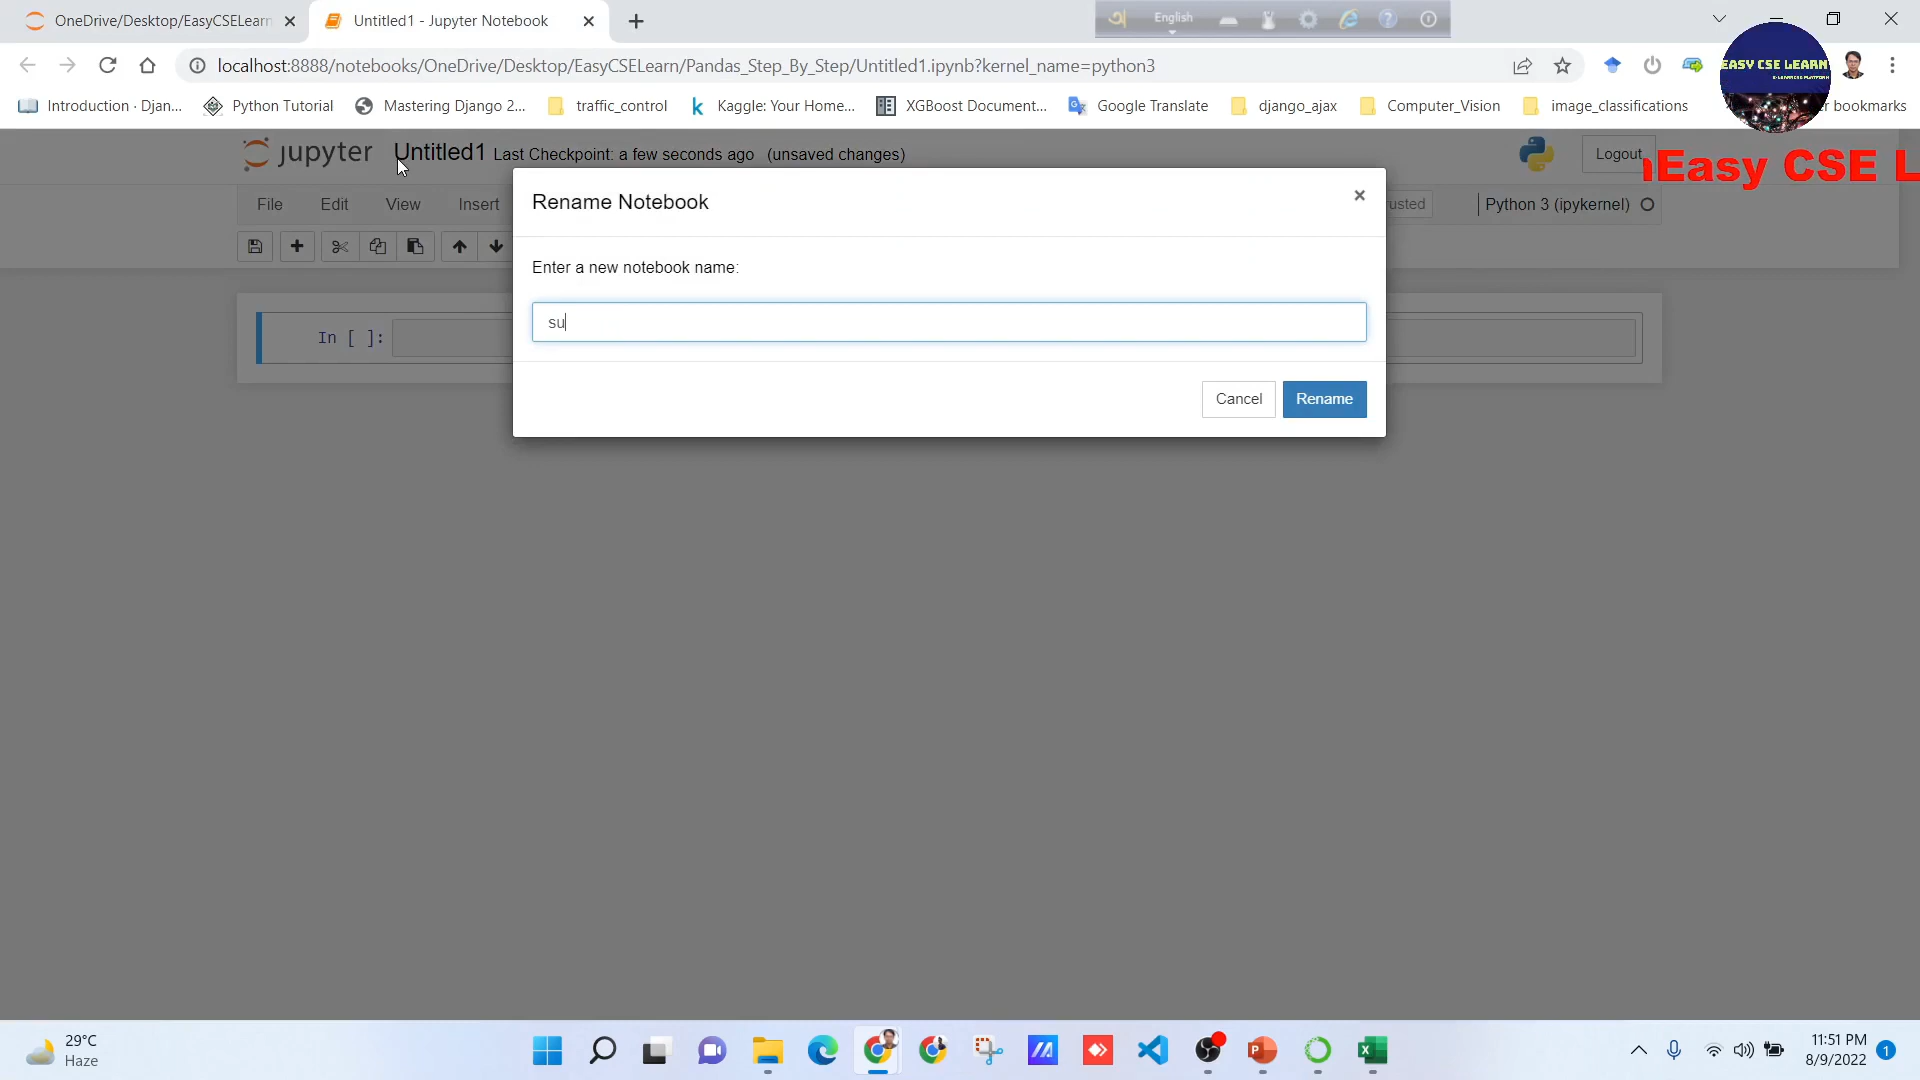 OneDrive/Desktop/EasyCSELearn
Untitled1 - Jupyter Notebook
English
localhost:8888/notebooks/OneDrive/Desktop/EasyCSELearn/Pandas_Step_By_Step/Untitled1.ipynb?kernel_name=python3
Introduction · Djan...
Python Tutorial
Mastering Django 2...
traffic_control
Kaggle: Your Home...
XGBoost Document...
Google Translate
django_ajax
Computer_Vision
image_classifications
r bookmarks
EASY CSE LEARN
E-LEARNING PLATFORM
jupyter
Untitled1 Last Checkpoint: a few seconds ago (unsaved changes)
Logout
Easy CSE L
File
Edit
View
Insert
rusted
Python 3 (ipykernel)
Rename Notebook
×
Enter a new notebook name:
su
In [ ]:
Cancel
Rename
29°C
Haze
11:51 PM
8/9/2022
1